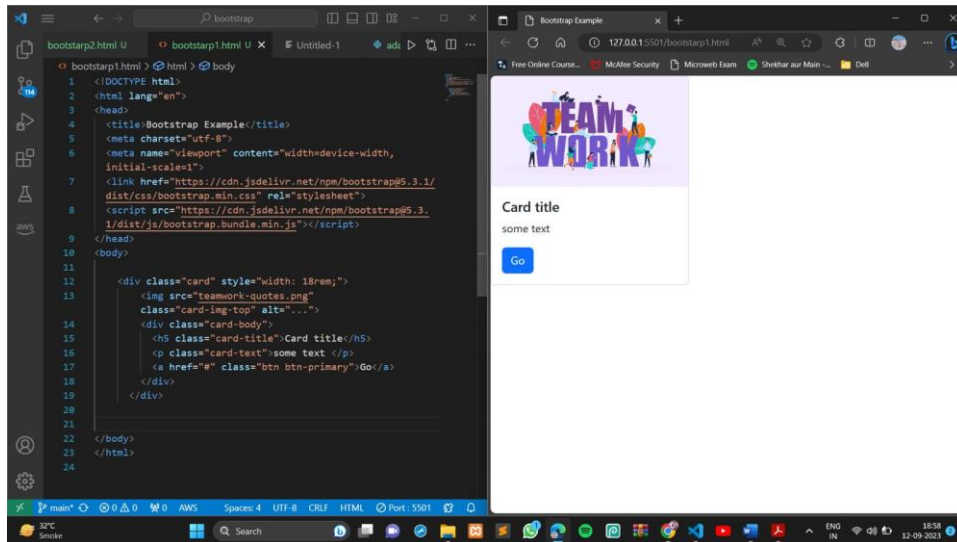 bootstrap
bootstarp2.html U
bootstarp1.html U
Untitled-1
ada
bootstarp1.html > html > body
1 <!DOCTYPE html>
2 <html lang="en">
3 <head>
4 <title>Bootstrap Example</title>
5 <meta charset="utf-8">
6 <meta name="viewport" content="width=device-width,
initial-scale=1">
7 <link href="https://cdn.jsdelivr.net/npm/bootstrap@5.3.1/
dist/css/bootstrap.min.css" rel="stylesheet">
8 <script src="https://cdn.jsdelivr.net/npm/bootstrap@5.3.
1/dist/js/bootstrap.bundle.min.js"></script>
9 </head>
10 <body>
11
12 <div class="card" style="width: 18rem;">
13 <img src="teamwork-quotes.png"
class="card-img-top" alt="...">
14 <div class="card-body">
15 <h5 class="card-title">Card title</h5>
16 <p class="card-text">some text </p>
17 <a href="#" class="btn btn-primary">Go</a>
18 </div>
19 </div>
20
21
22 </body>
23 </html>
24
114
aws
main* 0 0 0 AWS Spaces: 4 UTF-8 CRLF HTML Port : 5501
Bootstrap Example
127.0.0.1:5501/bootstarp1.html
Free Online Course... McAfee Security Microweb Exam Shekhar aur Main -... Dell
TEAM
WORK
Card title
some text
Go
32°C
Smoke
Search
ENG
IN
18:58
12-09-2023